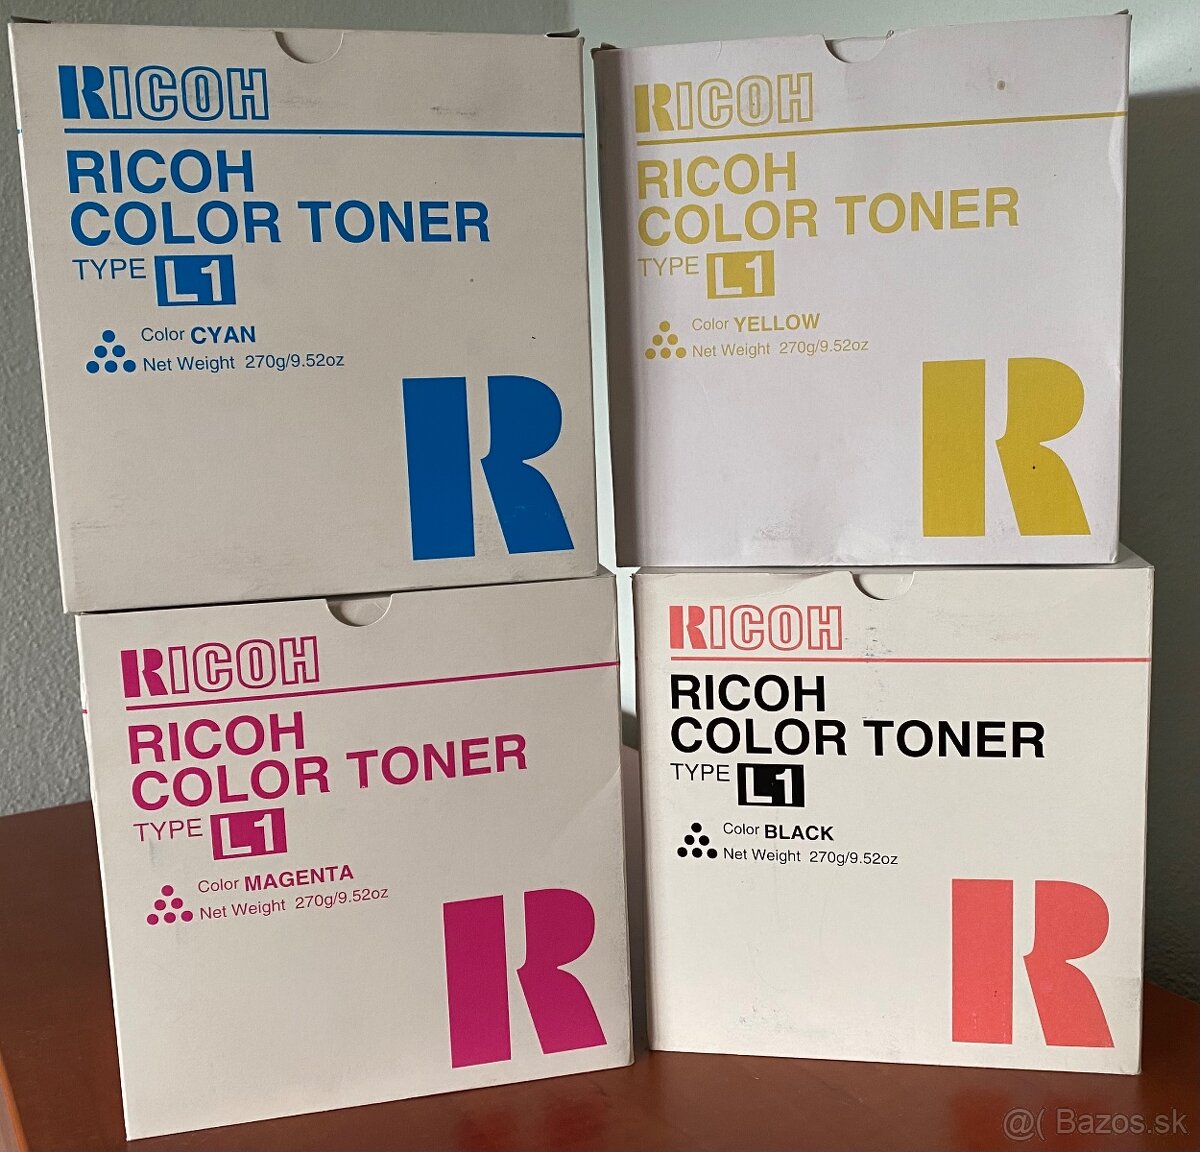 RICOH
RICOH
COLOR TONER
TYPE L1
Color CYAN
Net Weight 270g/9.52oz
R
RICOH
RICOH
COLOR TONER
TYPE L1
Color YELLOW
Net Weight 270g/9.52oz
R
RICOH
RICOH
COLOR TONER
TYPE L1
Color MAGENTA
Net Weight 270g/9.52oz
R
RICOH
RICOH
COLOR TONER
TYPE L1
Color BLACK
Net Weight 270g/9.52oz
R
@( Bazos.sk